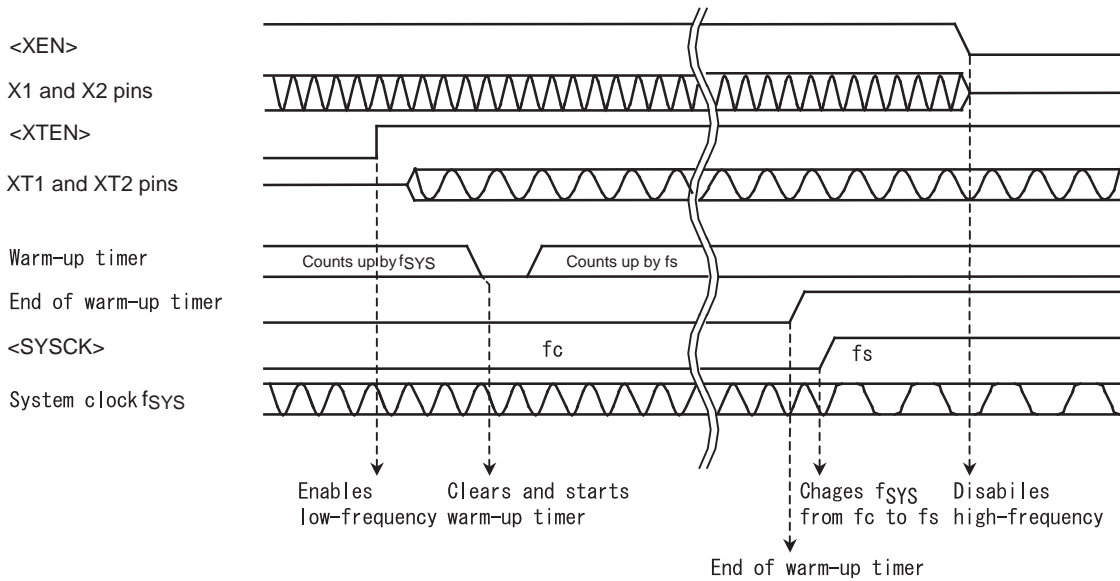 <XEN>
X1 and X2 pins
<XTEN>
XT1 and XT2 pins
Warm-up timer
Counts up by fSYS
Counts up by fs
End of warm-up timer
<SYSCK>
fc
fs
System clock fSYS
Enables
low-frequency
Clears and starts
warm-up timer
Chages fSYS
from fc to fs
Disabiles
high-frequency
End of warm-up timer